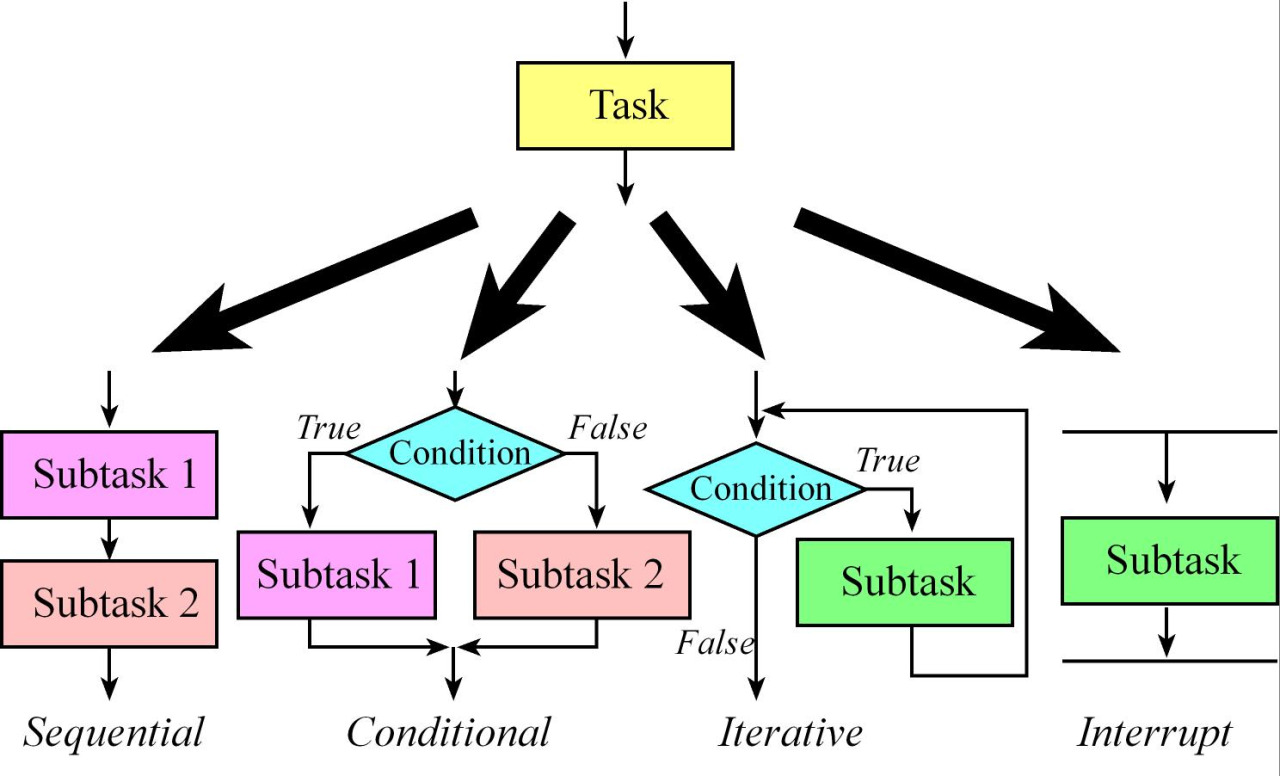 Task
True
False
Condition
Subtask 1
Subtask 2
Subtask 1
Subtask 2
True
Condition
Subtask
False
Subtask
Sequential
Conditional
Iterative
Interrupt